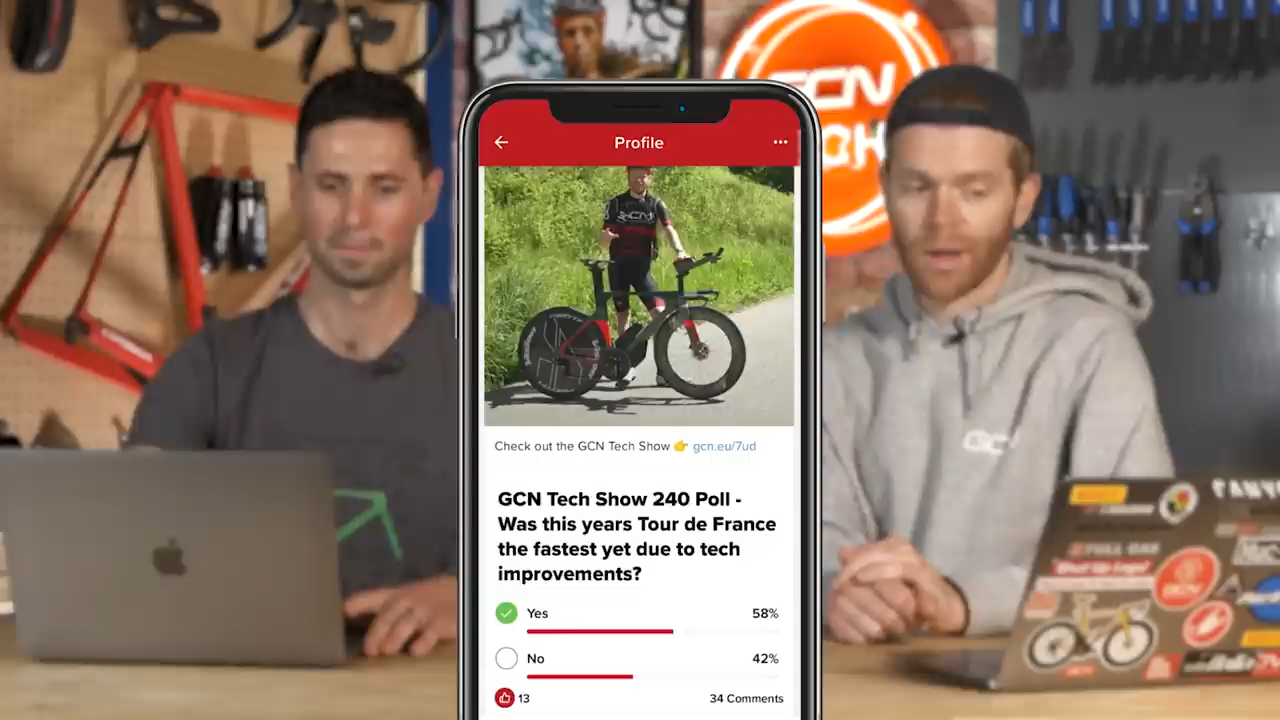 Profile
Check out the GCN Tech Show 👉 gcn.eu/7ud
GCN Tech Show 240 Poll -
Was this years Tour de France
the fastest yet due to tech
improvements?
Yes 58%
No 42%
13 34 Comments
GCN